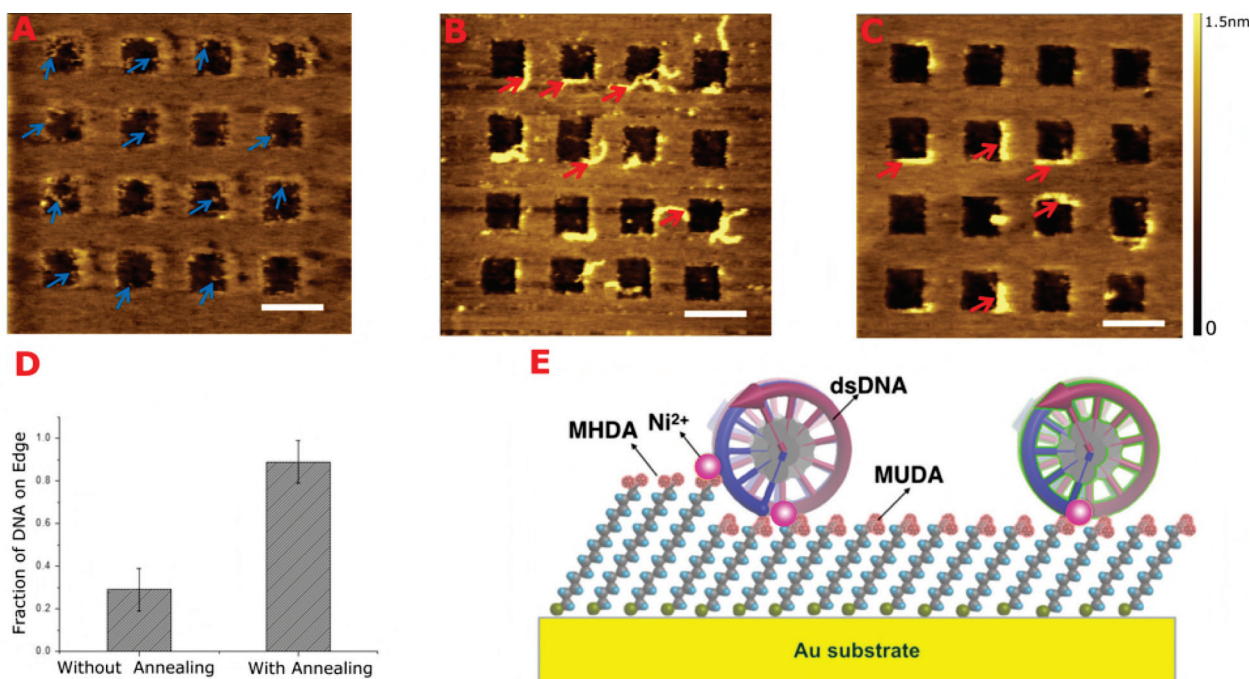 A
B
C
1.5nm
0
D
Fraction of DNA on Edge
1.0
0.8
0.6
0.4
0.2
0.0
Without Annealing
With Annealing
E
dsDNA
Ni²⁺
MHDA
MUDA
Au substrate